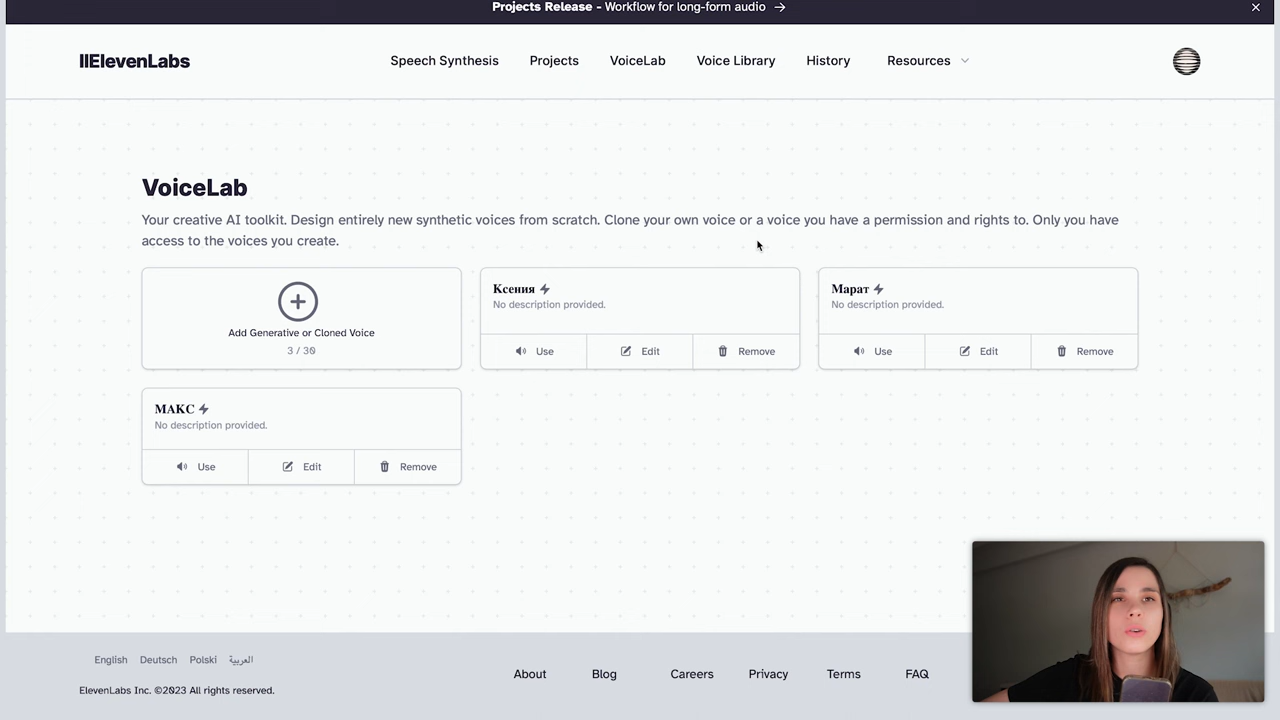 Projects Release - Workflow for long-form audio
IIElevenLabs
Speech Synthesis
Projects
VoiceLab
Voice Library
History
Resources
VoiceLab
Your creative AI toolkit. Design entirely new synthetic voices from scratch. Clone your own voice or a voice you have a permission and rights to. Only you have
access to the voices you create.
Add Generative or Cloned Voice
3 / 30
Ксения
No description provided.
Use
Edit
Remove
Марат
No description provided.
Use
Edit
Remove
МАКС
No description provided.
Use
Edit
Remove
English
Deutsch
Polski
العربية
ElevenLabs Inc. ©2023 All rights reserved.
About
Blog
Careers
Privacy
Terms
FAQ